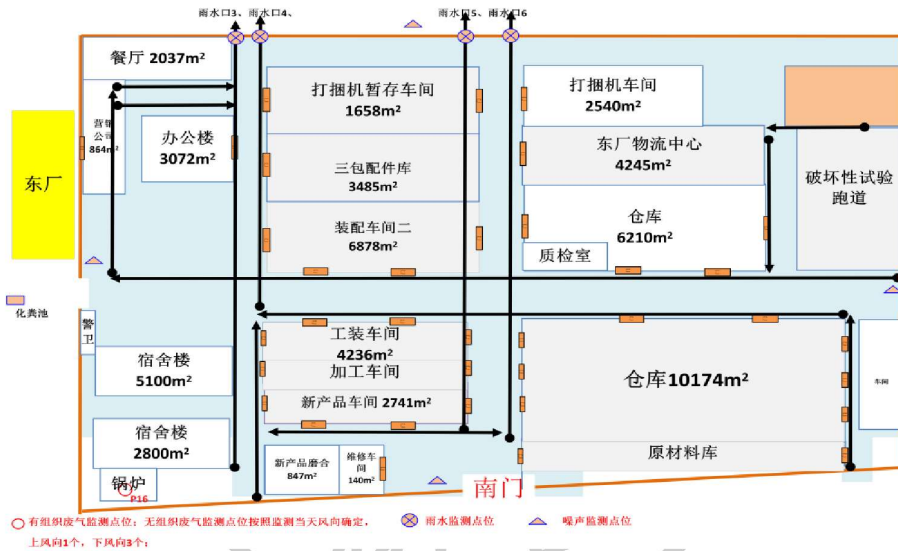 雨水口3、雨水口4、
雨水口5、雨水口6
餐厅 2037m²
营销
公司
864m²
办公楼
3072m²
东厂
打捆机暂存车间
1658m²
三包配件库
3485m²
装配车间二
6878m²
打捆机车间
2540m²
东厂物流中心
4245m²
仓库
6210m²
质检室
破坏性试验
跑道
化粪池
警
卫
宿舍楼
5100m²
宿舍楼
2800m²
锅炉
P16
工装车间
4236m²
加工车间
新产品车间 2741m²
新产品磨合
847m²
维修车
间
140m²
仓库10174m²
原材料库
车间
南门
有组织废气监测点位；无组织废气监测点位按照监测当天风向确定，
上风向1个，下风向3个；
雨水监测点位
噪声监测点位